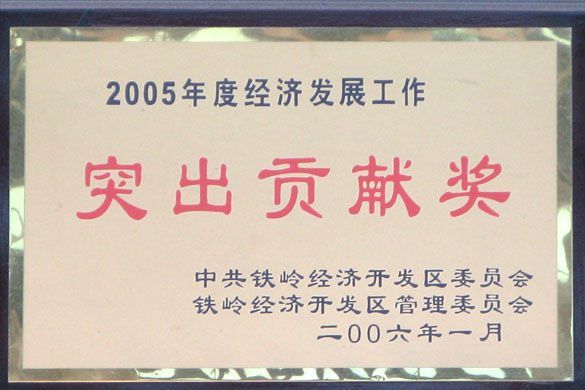 2005年度经济发展工作
突出贡献奖
中共铁岭经济开发区委员会
铁岭经济开发区管理委员会
二00六年一月